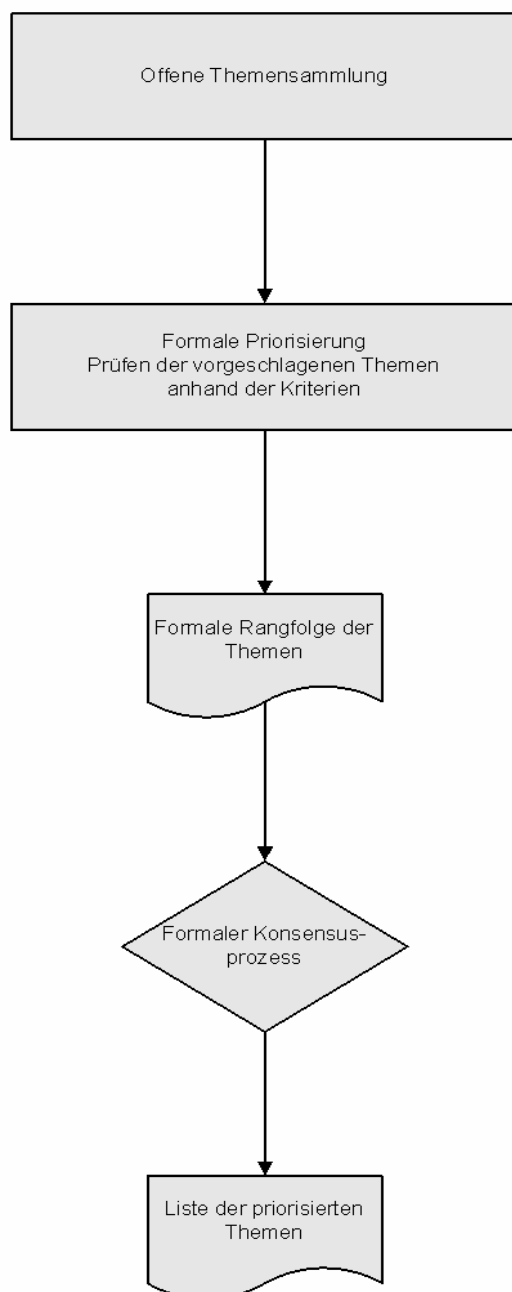 Offene Themensammlung
Formale Priorisierung
Prüfen der vorgeschlagenen Themen
anhand der Kriterien
Formale Rangfolge der
Themen
Formaler Konsensus-
prozess
Liste der priorisierten
Themen